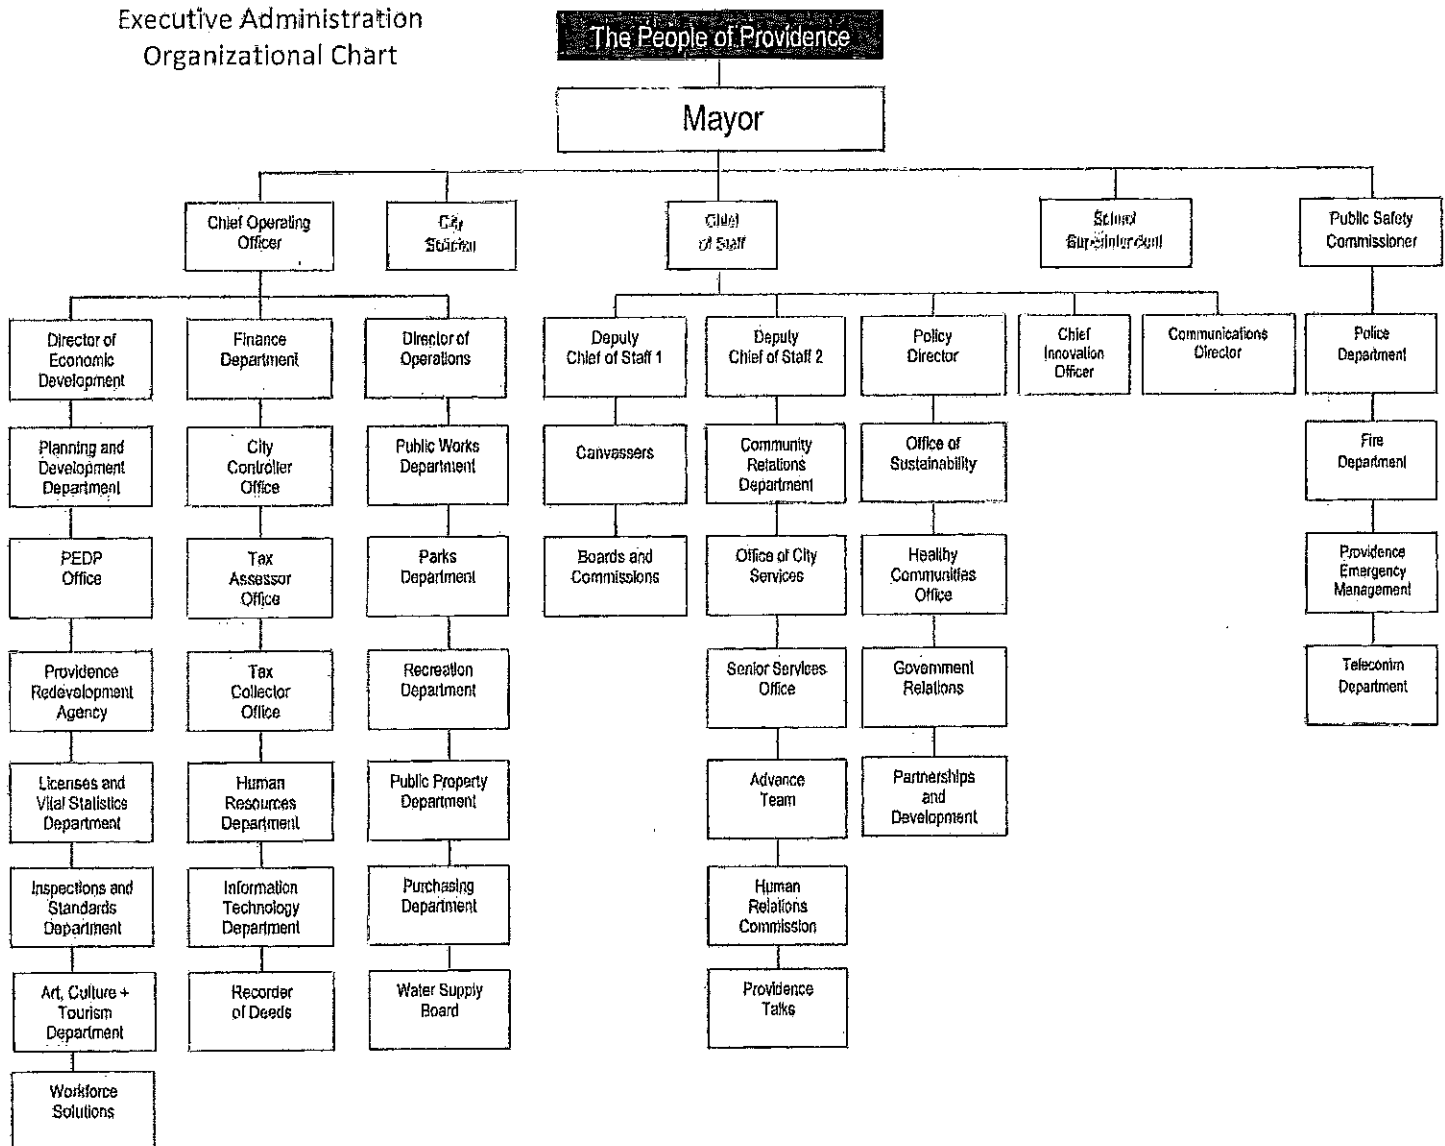 Executive Administration
Organizational Chart
The People of Providence
Mayor
Chief Operating
Officer
City
Solicitor
Chief
of Staff
School
Superintendent
Public Safety
Commissioner
Director of
Economic
Development
Finance
Department
Director of
Operations
Deputy
Chief of Staff 1
Deputy
Chief of Staff 2
Policy
Director
Chief
Innovation
Officer
Communications
Director
Police
Department
Planning and
Development
Department
City
Controller
Office
Public Works
Department
Canvassers
Community
Relations
Department
Office of
Sustainability
Fire
Department
PEDP
Office
Tax
Assessor
Office
Parks
Department
Boards and
Commissions
Office of City
Services
Healthy
Communities
Office
Providence
Emergency
Management
Providence
Redevelopment
Agency
Tax
Collector
Office
Recreation
Department
Senior Services
Office
Government
Relations
Telecomm
Department
Licenses and
Vital Statistics
Department
Human
Resources
Department
Public Property
Department
Advance
Team
Partnerships
and
Development
Inspections and
Standards
Department
Information
Technology
Department
Purchasing
Department
Human
Relations
Commission
Art, Culture +
Tourism
Department
Recorder
of Deeds
Water Supply
Board
Providence
Talks
Workforce
Solutions